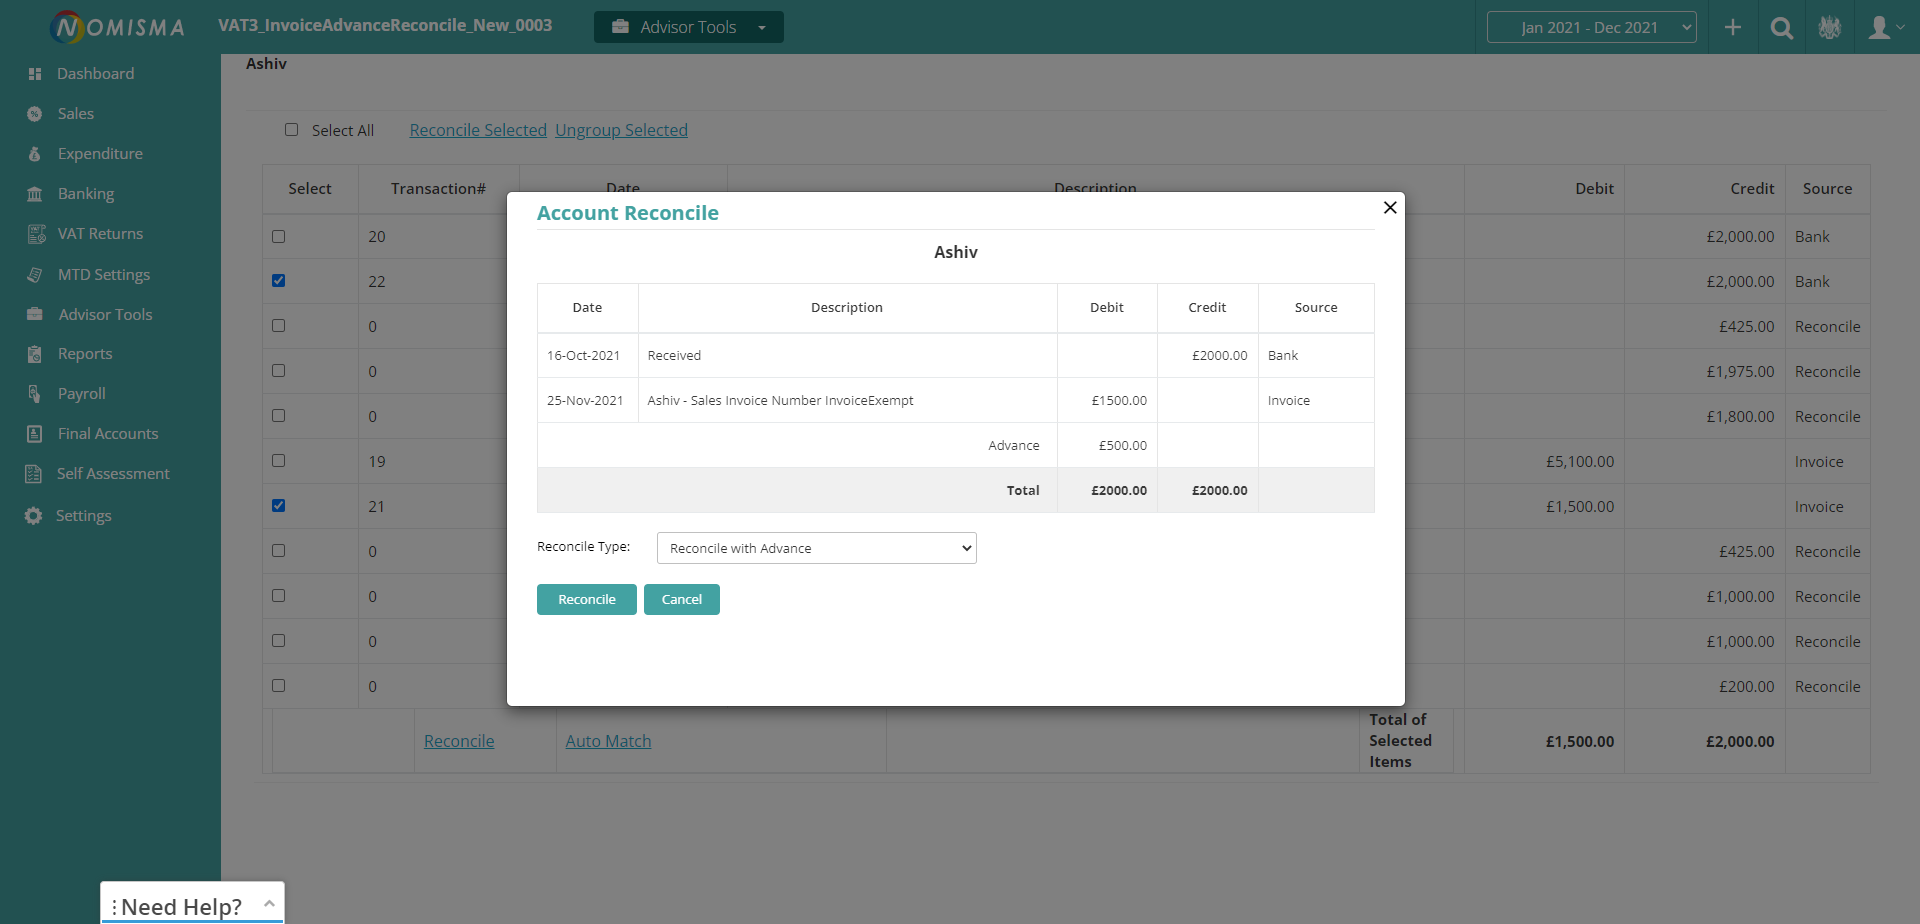 NOMISMA VAT3_InvoiceAdvanceReconcile_New_0003 Advisor Tools Jan 2021 - Dec 2021
Dashboard
Sales
Expenditure
Banking
VAT Returns
MTD Settings
Advisor Tools
Reports
Payroll
Final Accounts
Self Assessment
Settings
Ashiv
Select All Reconcile Selected Ungroup Selected
Select Transaction# Date Description Debit Credit Source
20 £2,000.00 Bank
22 £2,000.00 Bank
0 £425.00 Reconcile
0 £1,975.00 Reconcile
0 £1,800.00 Reconcile
19 £5,100.00 Invoice
21 £1,500.00 Invoice
0 £425.00 Reconcile
0 £1,000.00 Reconcile
0 £1,000.00 Reconcile
0 £200.00 Reconcile
Reconcile Auto Match Total of Selected Items £1,500.00 £2,000.00
Account Reconcile
Ashiv
Date Description Debit Credit Source
16-Oct-2021 Received £2000.00 Bank
25-Nov-2021 Ashiv - Sales Invoice Number InvoiceExempt £1500.00 Invoice
Advance £500.00
Total £2000.00 £2000.00
Reconcile Type: Reconcile with Advance
Reconcile Cancel
Need Help?